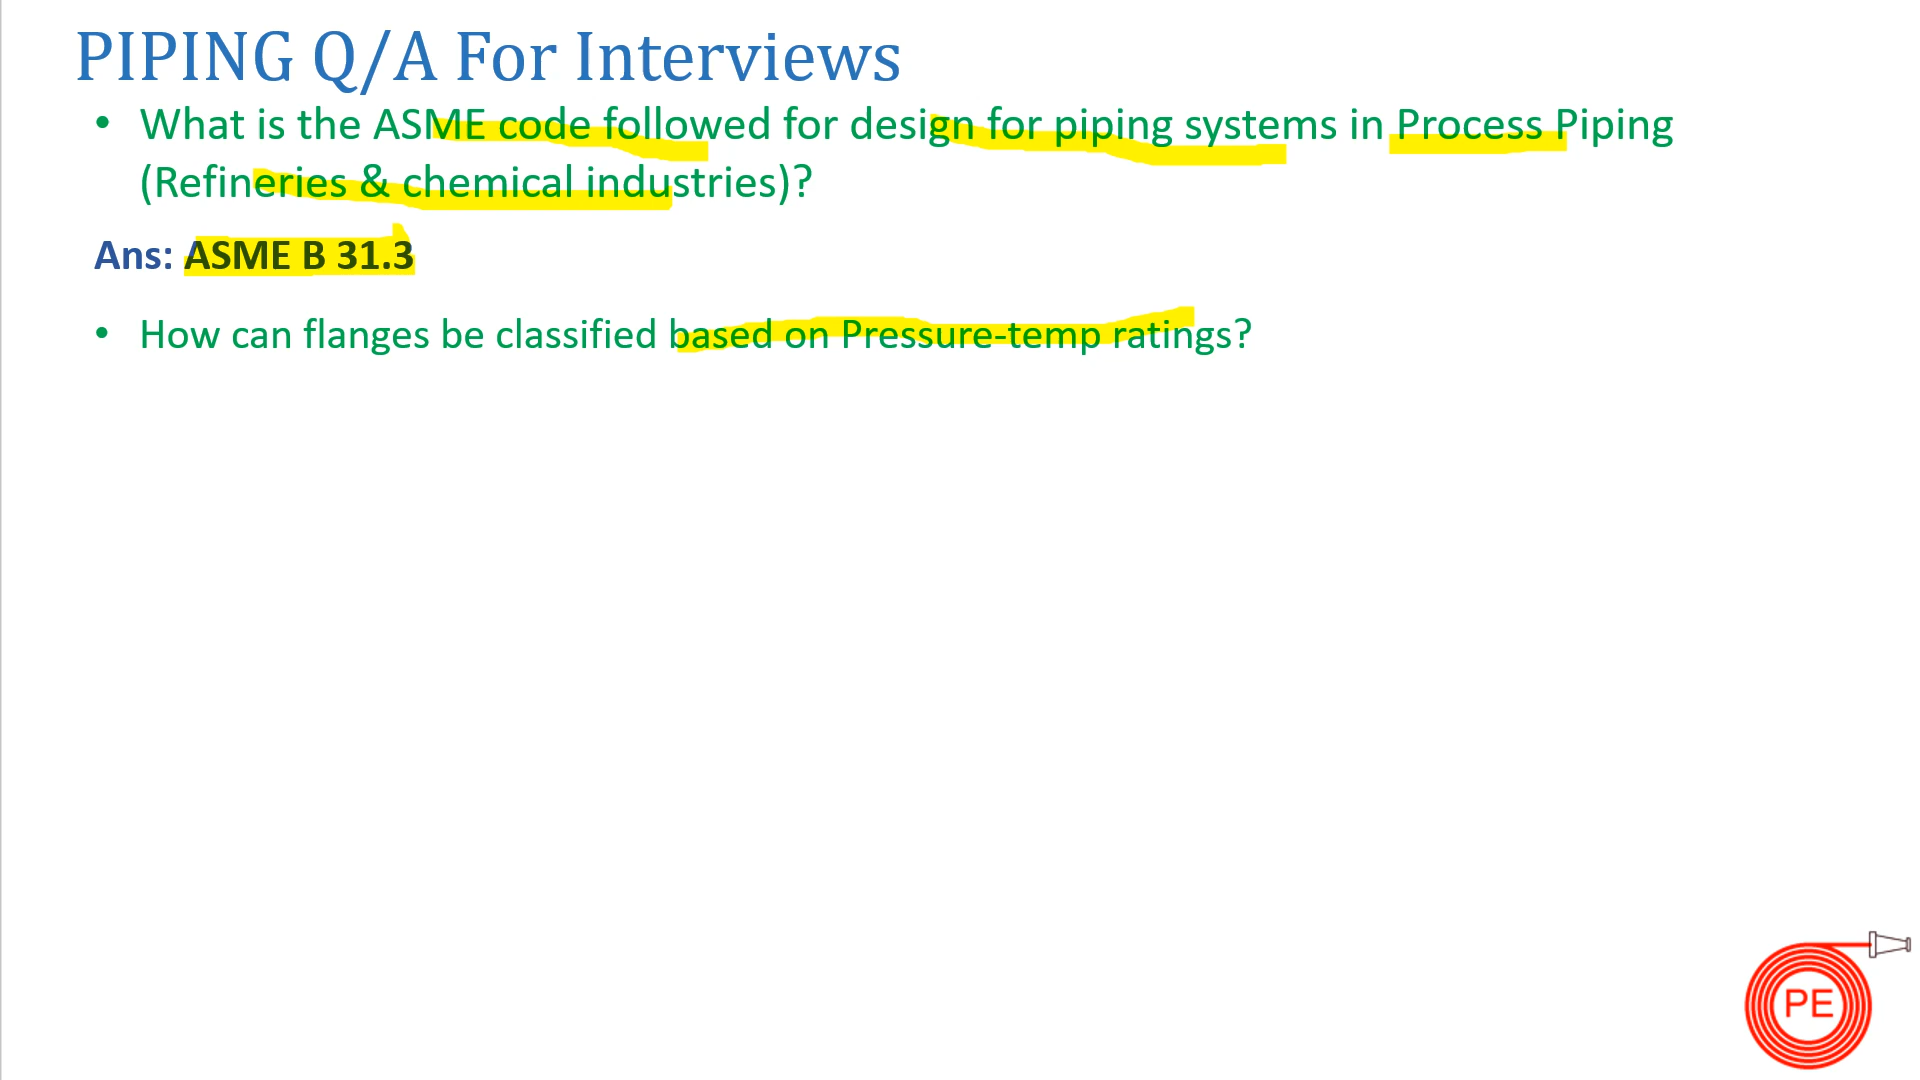 PIPING Q/A For Interviews
• What is the ASME code followed for design for piping systems in Process Piping
(Refineries & chemical industries)?
Ans: ASME B 31.3
• How can flanges be classified based on Pressure-temp ratings?
PE